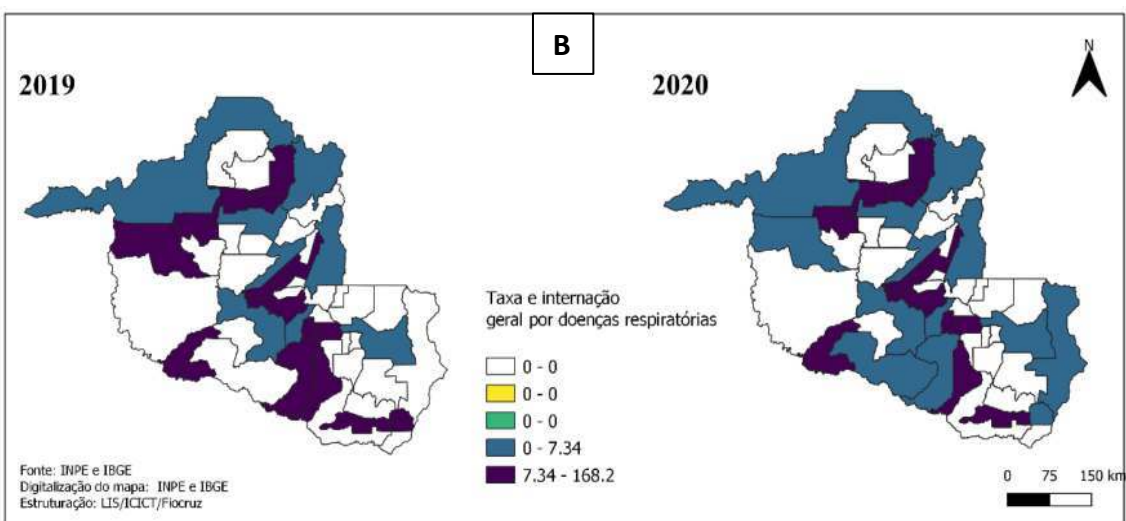 B
2019
2020
N
Taxa e internação
geral por doenças respiratórias
0 - 0
0 - 0
0 - 0
0 - 7.34
7.34 - 168.2
Fonte: INPE e IBGE
Digitalização do mapa: INPE e IBGE
Estruturação: LIS/ICICT/Fiocruz
0 75 150 km